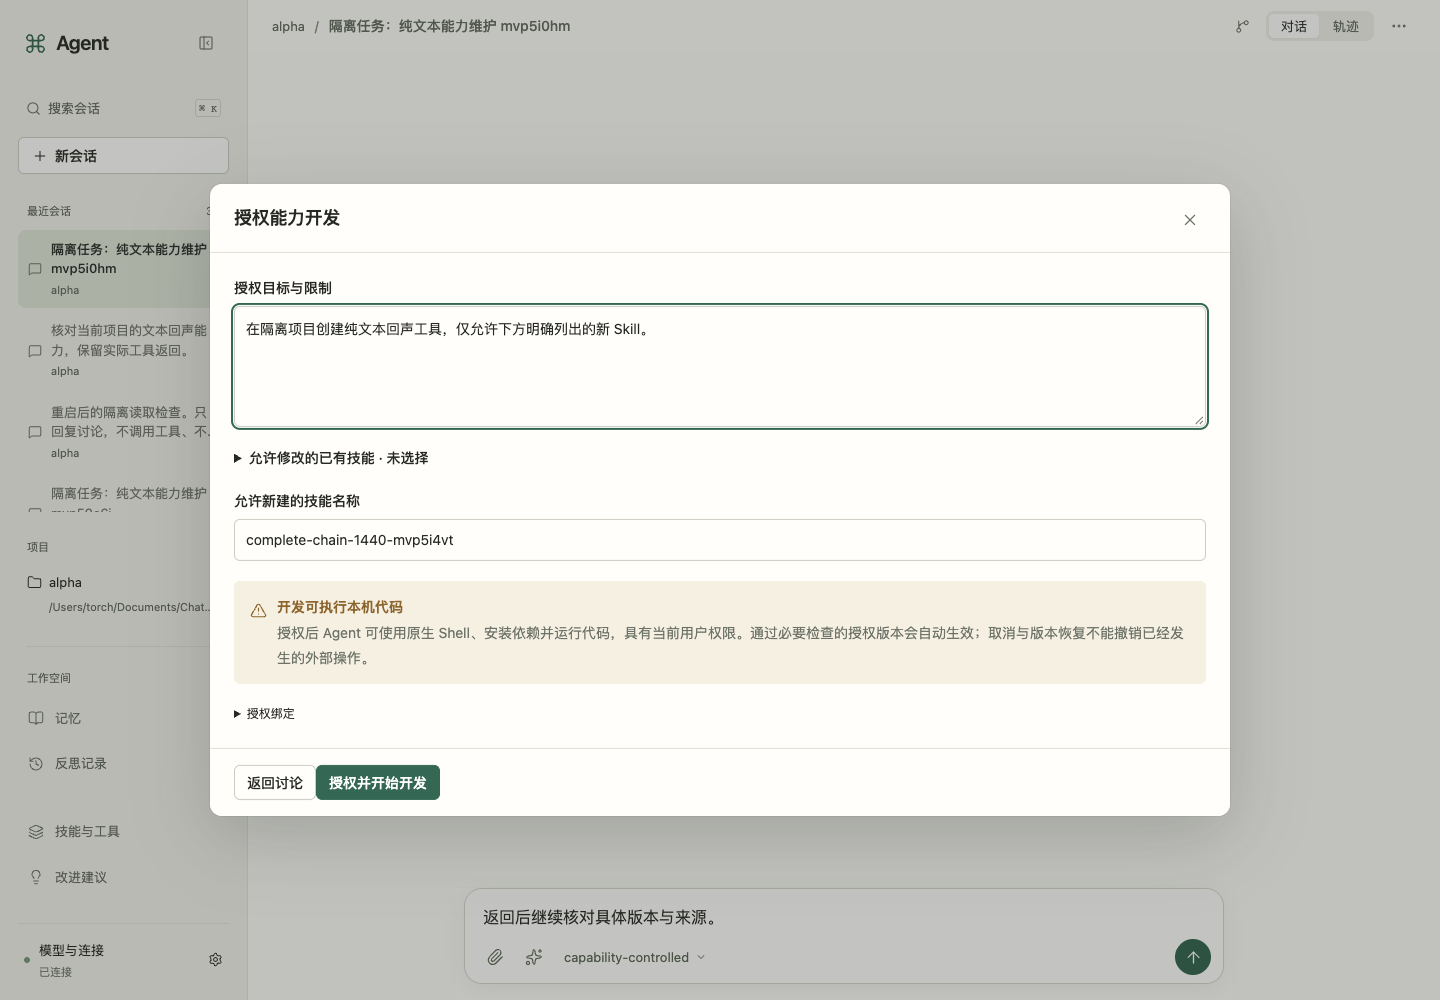 Agent
搜索会话
⌘ K
新会话
最近会话
隔离任务：纯文本能力维护
mvp5i0hm
alpha
核对当前项目的文本回声能
力，保留实际工具返回。
alpha
重启后的隔离读取检查。只
回复讨论，不调用工具、不..
alpha
隔离任务：纯文本能力维护
项目
alpha
/Users/torch/Documents/Chat..
工作空间
记忆
反思记录
技能与工具
改进建议
模型与连接
已连接
alpha / 隔离任务：纯文本能力维护 mvp5i0hm
对话
轨迹
授权能力开发
授权目标与限制
在隔离项目创建纯文本回声工具，仅允许下方明确列出的新 Skill。
允许修改的已有技能 · 未选择
允许新建的技能名称
complete-chain-1440-mvp5i4vt
开发可执行本机代码
授权后 Agent 可使用原生 Shell、安装依赖并运行代码，具有当前用户权限。通过必要检查的授权版本会自动生效；取消与版本恢复不能撤销已经发
生的外部操作。
授权绑定
返回讨论
授权并开始开发
返回后继续核对具体版本与来源。
capability-controlled